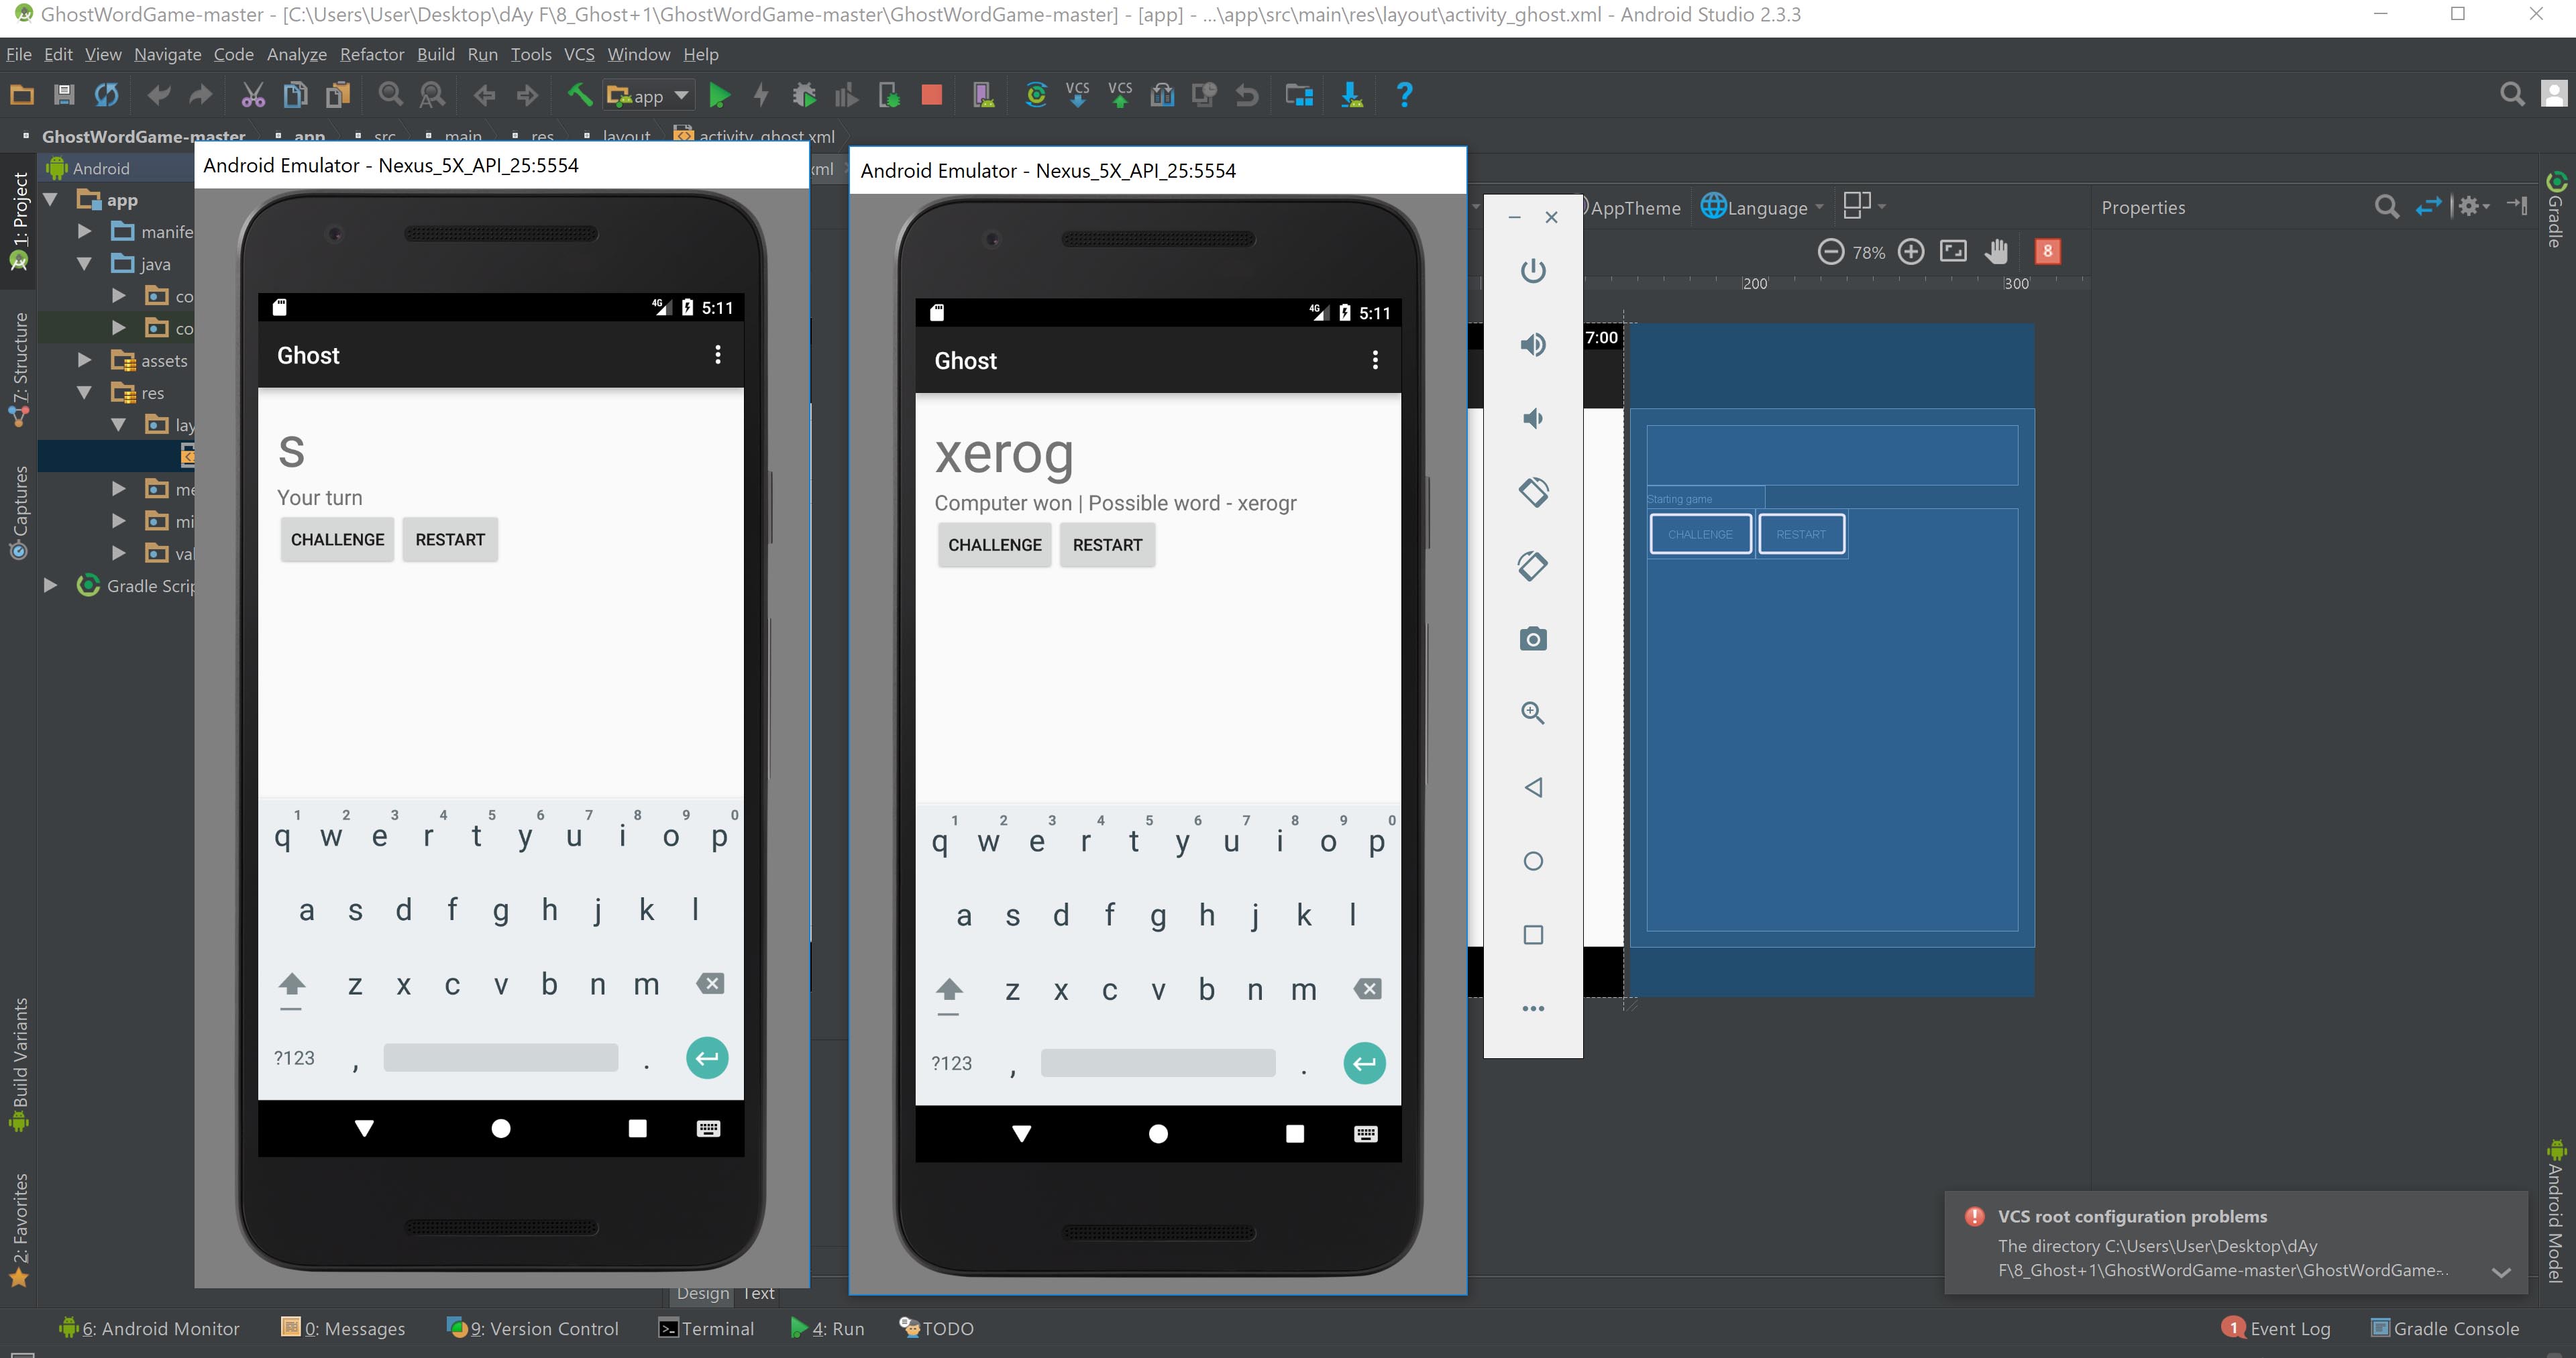 GhostWordGame-master - [C:\Users\User\Desktop\dAy F\8_Ghost+1\GhostWordGame-master\GhostWordGame-master] - [app] - ...\app\src\main\res\layout\activity_ghost.xml - Android Studio 2.3.3
File Edit View Navigate Code Analyze Refactor Build Run Tools VCS Window Help
app
VCS VCS
GhostWordGame-master app src main res layout activity_ghost.xml
Android
xml
1: Project
7: Structure
Captures
Build Variants
2: Favorites
app
manife
java
co
co
assets
res
lay
me
mi
val
Gradle Scrip
Android Emulator - Nexus_5X_API_25:5554
4G 5:11
Ghost
s
Your turn
CHALLENGE RESTART
1 2 3 4 5 6 7 8 9 0
q w e r t y u i o p
a s d f g h j k l
z x c v b n m
?123 , .
Android Emulator - Nexus_5X_API_25:5554
4G 5:11
Ghost
xerog
Computer won | Possible word - xerogr
CHALLENGE RESTART
1 2 3 4 5 6 7 8 9 0
q w e r t y u i o p
a s d f g h j k l
z x c v b n m
?123 , .
AppTheme Language
78% 8
200 300
7:00
Starting game
CHALLENGE RESTART
Properties
Gradle
Android Model
VCS root configuration problems
The directory C:\Users\User\Desktop\dAy
F\8_Ghost+1\GhostWordGame-master\GhostWordGame-..
Design Text
6: Android Monitor 0: Messages 9: Version Control Terminal 4: Run TODO
1 Event Log Gradle Console